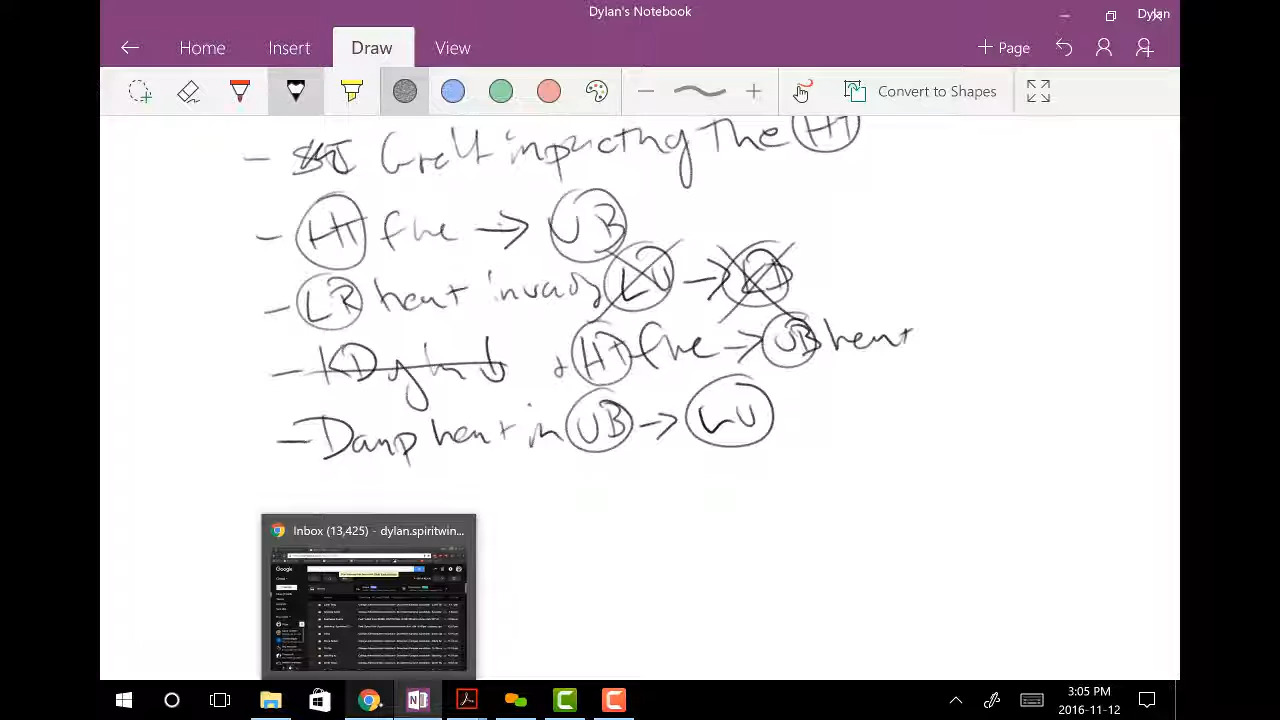 Dylan's Notebook
Dylan
Home Insert Draw View
Page
Convert to Shapes
- impacting The HT
- HT fire → UB
- LR heat invady LU →
- + HT fire → UB heat
- Damp heat in UB → LU
Inbox (13,425) - dylan.spiritwin...
Google
3:05 PM
2016-11-12